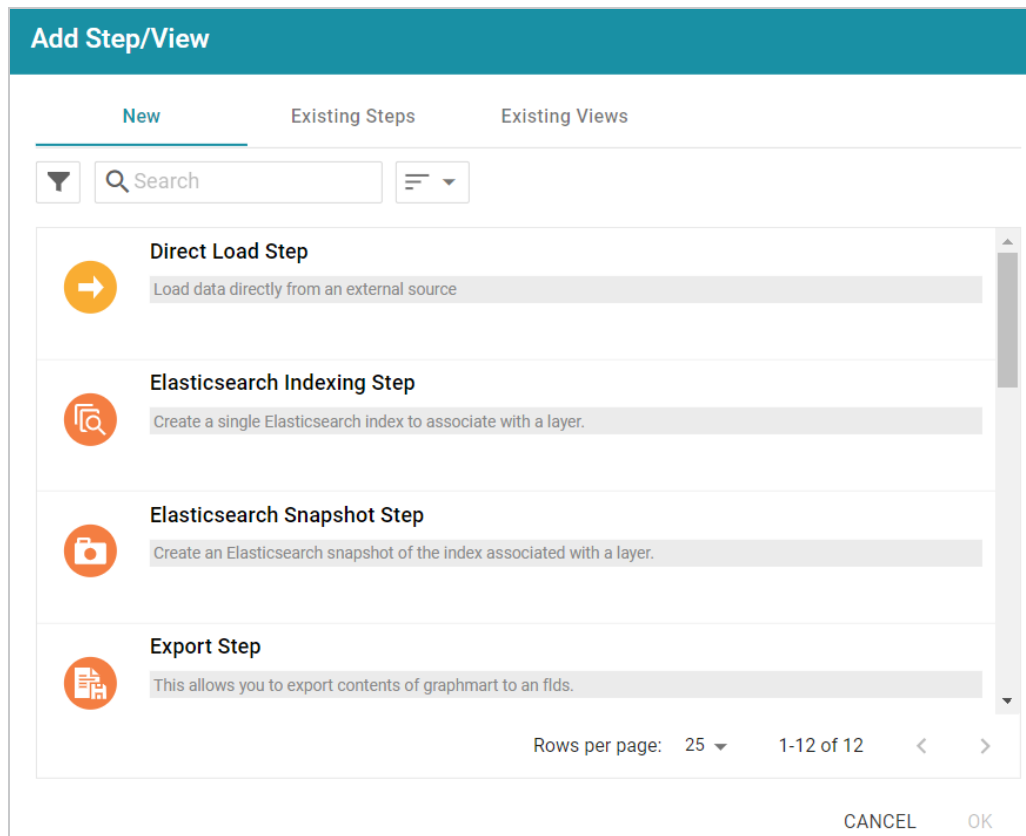 Add Step/View
New Existing Steps Existing Views
Search
Direct Load Step
Load data directly from an external source
Elasticsearch Indexing Step
Create a single Elasticsearch index to associate with a layer.
Elasticsearch Snapshot Step
Create an Elasticsearch snapshot of the index associated with a layer.
Export Step
This allows you to export contents of graphmart to an flds.
Rows per page: 25 1-12 of 12
CANCEL OK